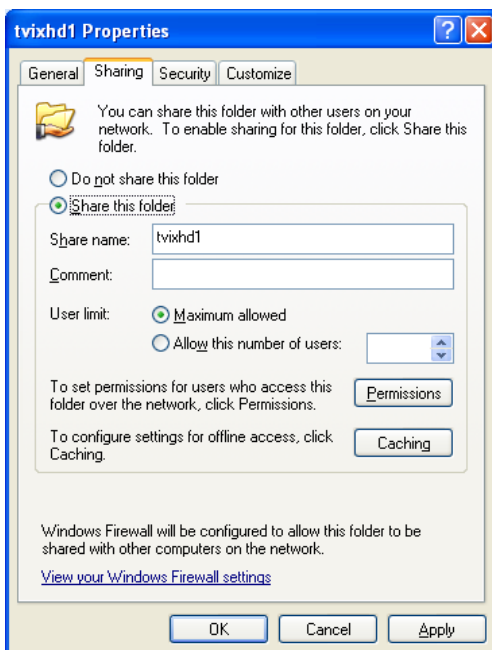 tvixhd1 Properties
General Sharing Security Customize
You can share this folder with other users on your
network. To enable sharing for this folder, click Share this
folder.
Do not share this folder
Share this folder
Share name: tvixhd1
Comment:
User limit: Maximum allowed
Allow this number of users:
To set permissions for users who access this
folder over the network, click Permissions. Permissions
To configure settings for offline access, click
Caching. Caching
Windows Firewall will be configured to allow this folder to be
shared with other computers on the network.
View your Windows Firewall settings
OK Cancel Apply